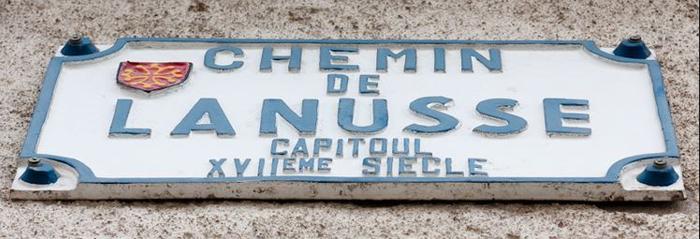 CHEMIN
DE
LANUSSE
CAPITOUL
XVIIEME SIECLE